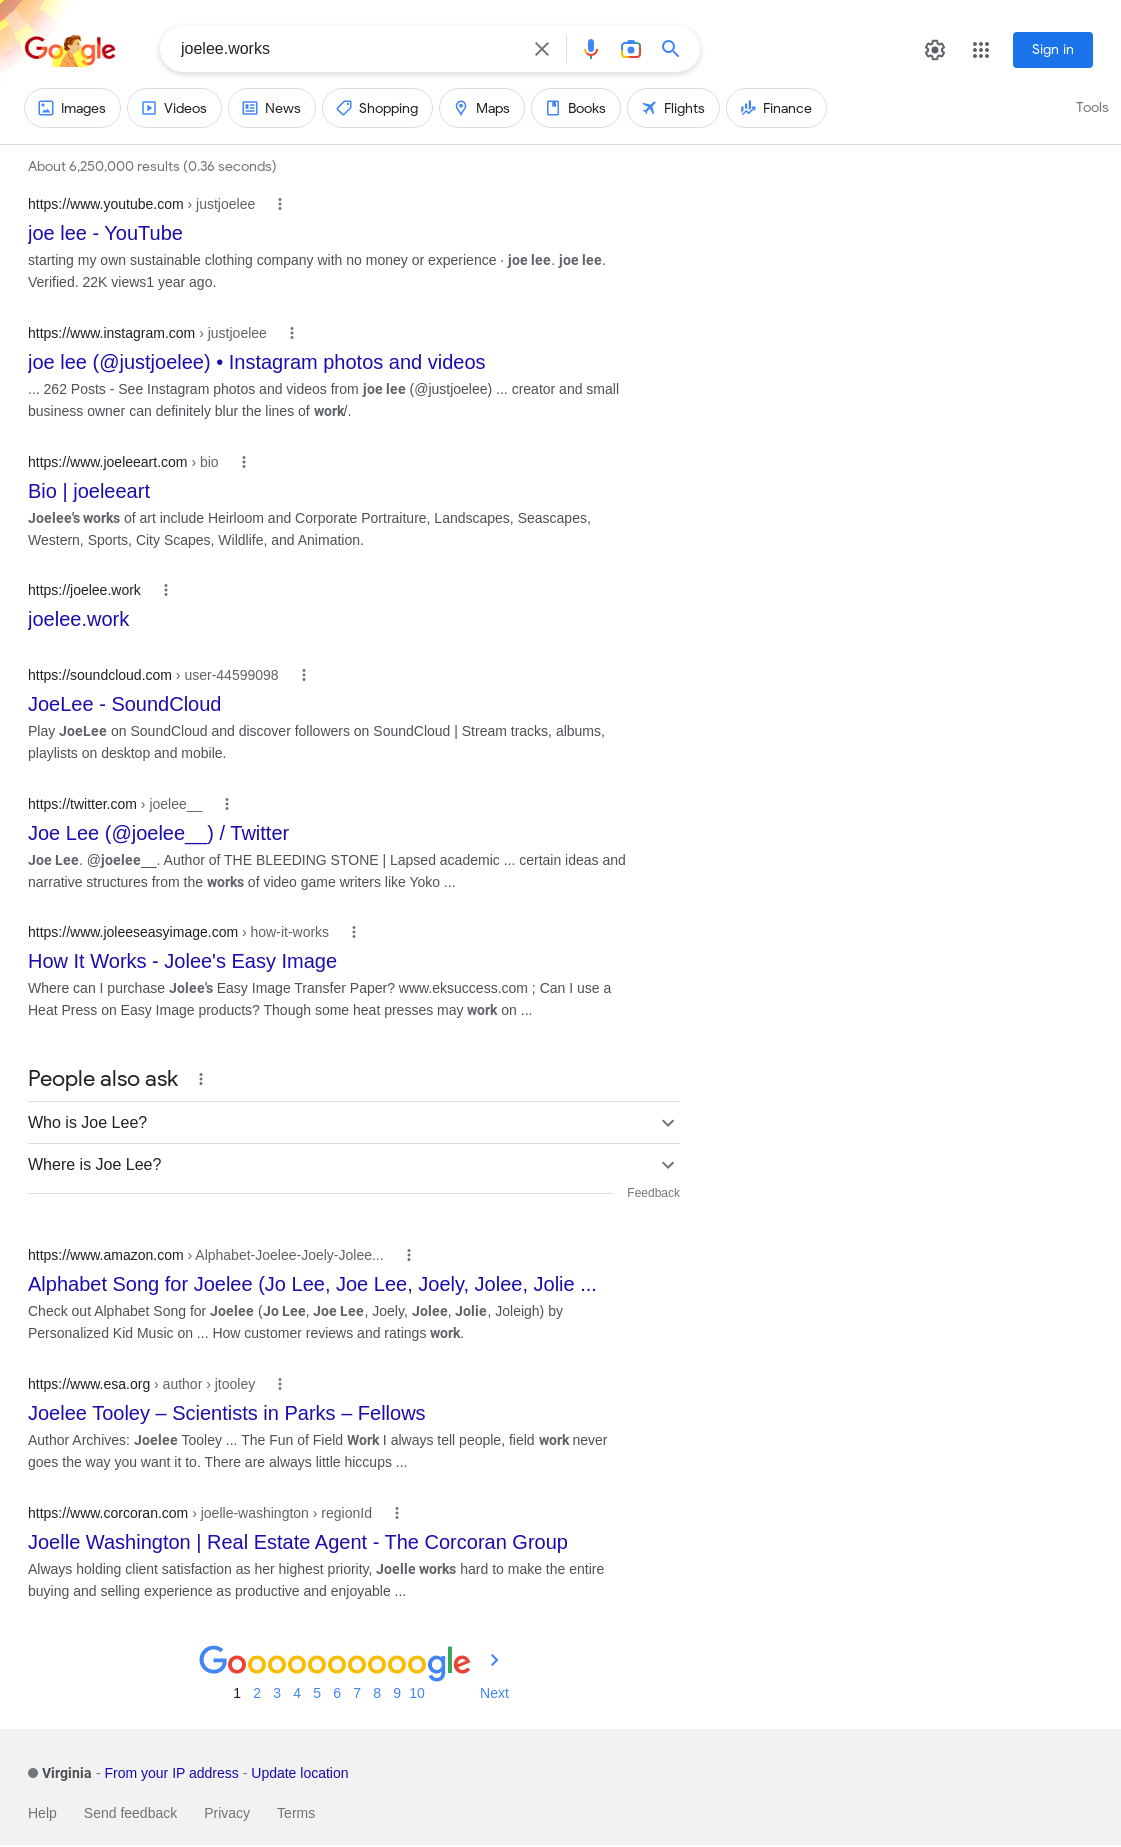 Google
joelee.works
Sign in
Images Videos News Shopping Maps Books Flights Finance Tools
About 6,250,000 results (0.36 seconds)
https://www.youtube.com › justjoelee
joe lee - YouTube
starting my own sustainable clothing company with no money or experience · joe lee. joe lee.
Verified. 22K views1 year ago.
https://www.instagram.com › justjoelee
joe lee (@justjoelee) • Instagram photos and videos
... 262 Posts - See Instagram photos and videos from joe lee (@justjoelee) ... creator and small
business owner can definitely blur the lines of work/.
https://www.joeleeart.com › bio
Bio | joeleeart
Joelee's works of art include Heirloom and Corporate Portraiture, Landscapes, Seascapes,
Western, Sports, City Scapes, Wildlife, and Animation.
https://joelee.work
joelee.work
https://soundcloud.com › user-44599098
JoeLee - SoundCloud
Play JoeLee on SoundCloud and discover followers on SoundCloud | Stream tracks, albums,
playlists on desktop and mobile.
https://twitter.com › joelee__
Joe Lee (@joelee__) / Twitter
Joe Lee. @joelee__. Author of THE BLEEDING STONE | Lapsed academic ... certain ideas and
narrative structures from the works of video game writers like Yoko ...
https://www.joleeseasyimage.com › how-it-works
How It Works - Jolee's Easy Image
Where can I purchase Jolee's Easy Image Transfer Paper? www.eksuccess.com ; Can I use a
Heat Press on Easy Image products? Though some heat presses may work on ...
People also ask
Who is Joe Lee?
Where is Joe Lee?
Feedback
https://www.amazon.com › Alphabet-Joelee-Joely-Jolee...
Alphabet Song for Joelee (Jo Lee, Joe Lee, Joely, Jolee, Jolie ...
Check out Alphabet Song for Joelee (Jo Lee, Joe Lee, Joely, Jolee, Jolie, Joleigh) by
Personalized Kid Music on ... How customer reviews and ratings work.
https://www.esa.org › author › jtooley
Joelee Tooley – Scientists in Parks – Fellows
Author Archives: Joelee Tooley ... The Fun of Field Work I always tell people, field work never
goes the way you want it to. There are always little hiccups ...
https://www.corcoran.com › joelle-washington › regionId
Joelle Washington | Real Estate Agent - The Corcoran Group
Always holding client satisfaction as her highest priority, Joelle works hard to make the entire
buying and selling experience as productive and enjoyable ...
Goooooooooogle
1 2 3 4 5 6 7 8 9 10 Next
Virginia - From your IP address - Update location
Help Send feedback Privacy Terms